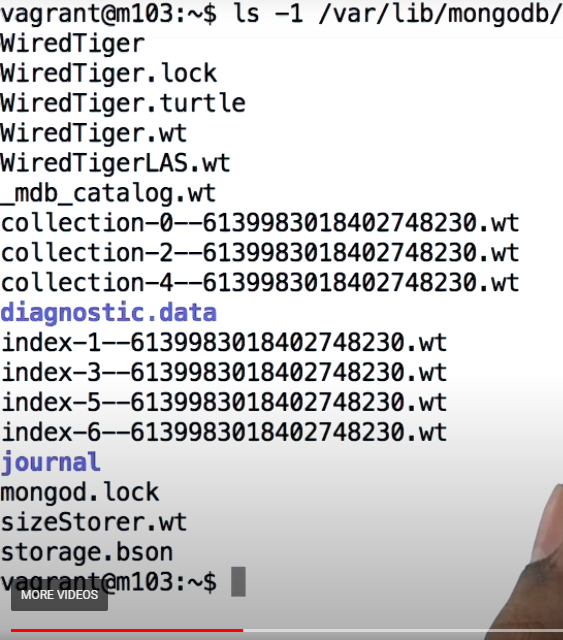 vagrant@m103:~$ ls -1 /var/lib/mongodb/
WiredTiger
WiredTiger.lock
WiredTiger.turtle
WiredTiger.wt
WiredTigerLAS.wt
_mdb_catalog.wt
collection-0--6139983018402748230.wt
collection-2--6139983018402748230.wt
collection-4--6139983018402748230.wt
diagnostic.data
index-1--6139983018402748230.wt
index-3--6139983018402748230.wt
index-5--6139983018402748230.wt
index-6--6139983018402748230.wt
journal
mongod.lock
sizeStorer.wt
storage.bson
vagrant@m103:~$
MORE VIDEOS